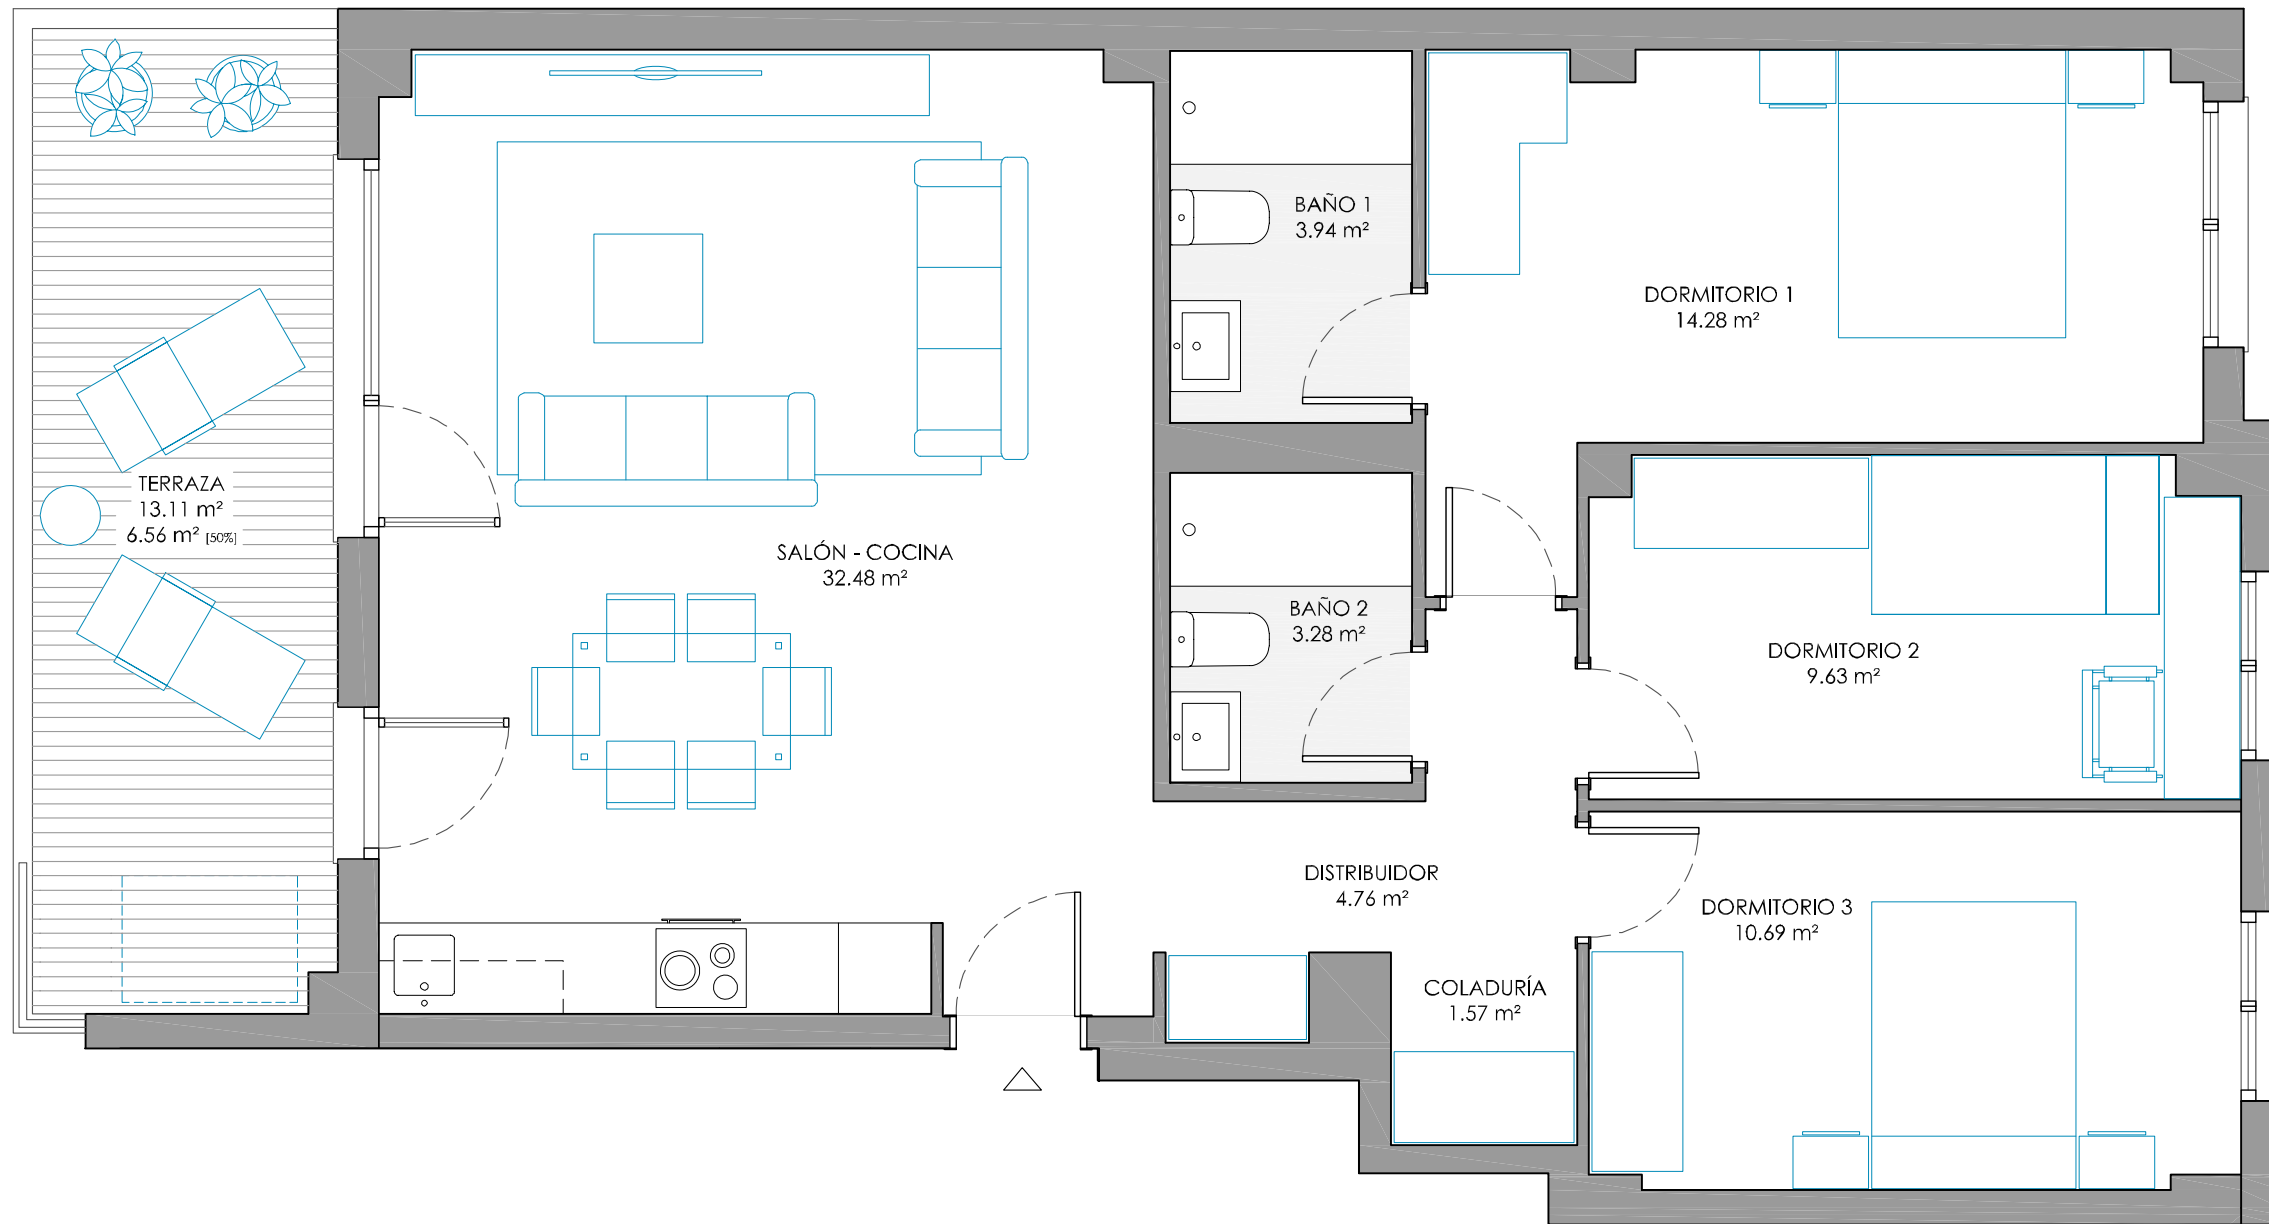 BAÑO 1
3.94 m²
DORMITORIO 1
14.28 m²
TERRAZA
13.11 m²
6.56 m² [50%]
SALÓN - COCINA
32.48 m²
BAÑO 2
3.28 m²
DORMITORIO 2
9.63 m²
DISTRIBUIDOR
4.76 m²
DORMITORIO 3
10.69 m²
COLADURÍA
1.57 m²